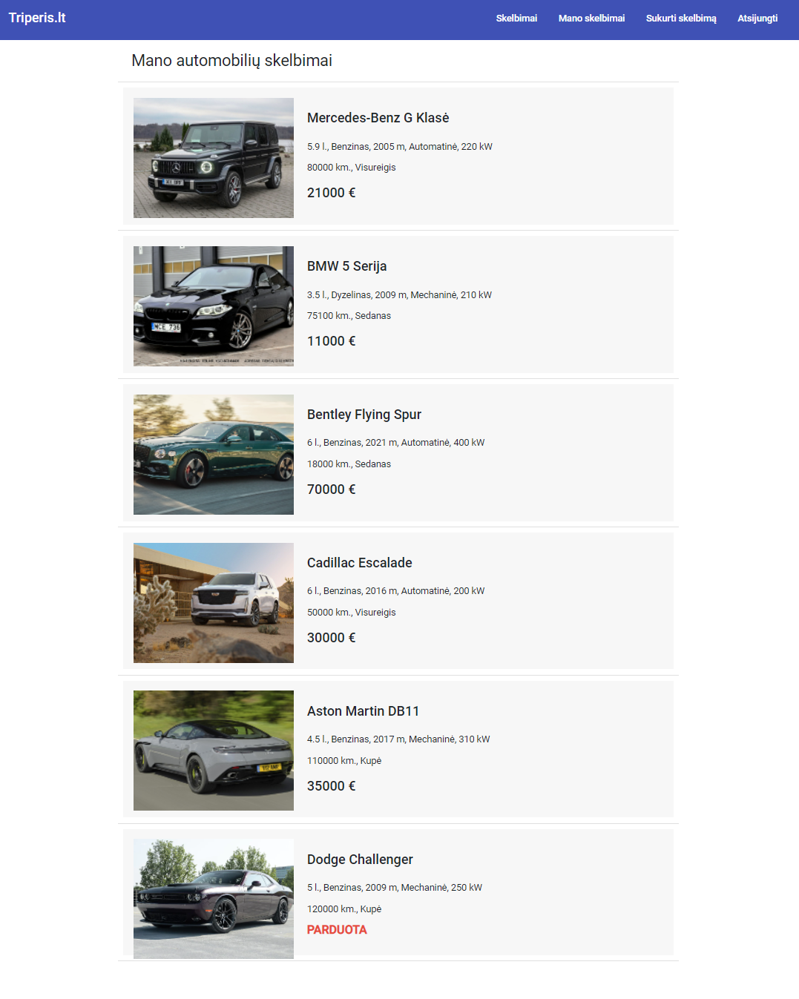 Triperis.lt
Skelbimai Mano skelbimai Sukurti skelbimą Atsijungti
Mano automobilių skelbimai
Mercedes-Benz G Klasė
5.9 l., Benzinas, 2005 m, Automatinė, 220 kW
80000 km., Visureigis
21000 €
BMW 5 Serija
3.5 l., Dyzelinas, 2009 m, Mechaninė, 210 kW
75100 km., Sedanas
11000 €
Bentley Flying Spur
6 l., Benzinas, 2021 m, Automatinė, 400 kW
18000 km., Sedanas
70000 €
Cadillac Escalade
6 l., Benzinas, 2016 m, Automatinė, 200 kW
50000 km., Visureigis
30000 €
Aston Martin DB11
4.5 l., Benzinas, 2017 m, Mechaninė, 310 kW
110000 km., Kupė
35000 €
Dodge Challenger
5 l., Benzinas, 2009 m, Mechaninė, 250 kW
120000 km., Kupė
PARDUOTA